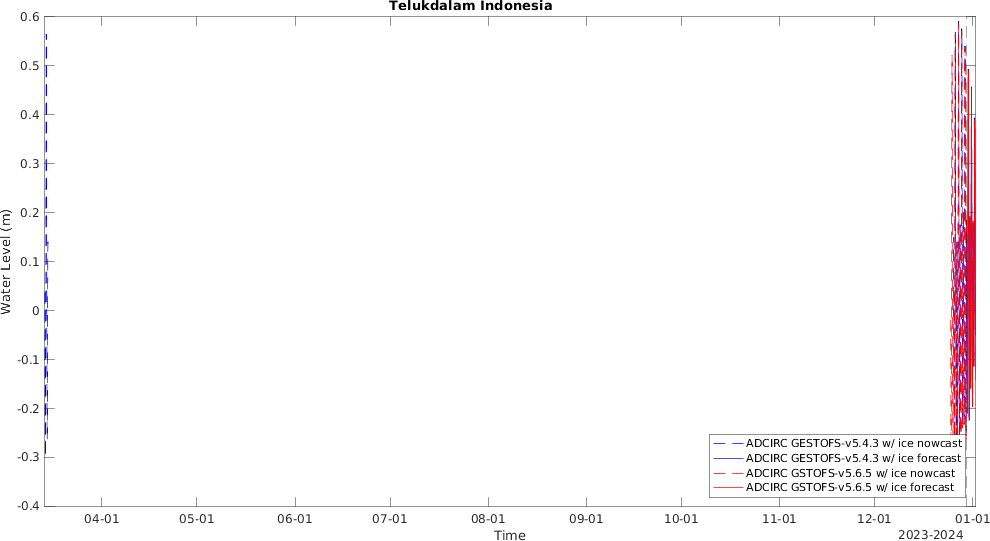 Telukdalam Indonesia
0.6
0.5
0.4
0.3
0.2
0.1
0
-0.1
-0.2
-0.3
-0.4
Water Level (m)
ADCIRC GESTOFS-v5.4.3 w/ ice nowcast
ADCIRC GESTOFS-v5.4.3 w/ ice forecast
ADCIRC GSTOFS-v5.6.5 w/ ice nowcast
ADCIRC GSTOFS-v5.6.5 w/ ice forecast
04-01 05-01 06-01 07-01 08-01 09-01 10-01 11-01 12-01 01-01
Time
2023-2024